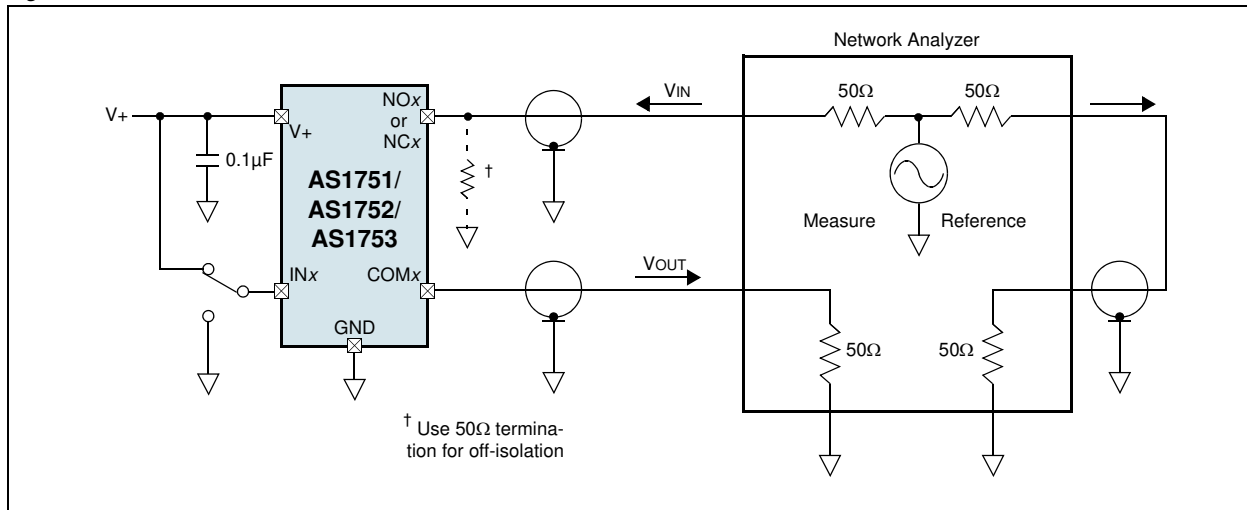 Network Analyzer
V+
V+
NOx
or
NCx
0.1µF
AS1751/
AS1752/
AS1753
INx
COMx
GND
†
VIN
VOUT
50Ω
50Ω
Measure
Reference
50Ω
50Ω
† Use 50Ω termina-
tion for off-isolation